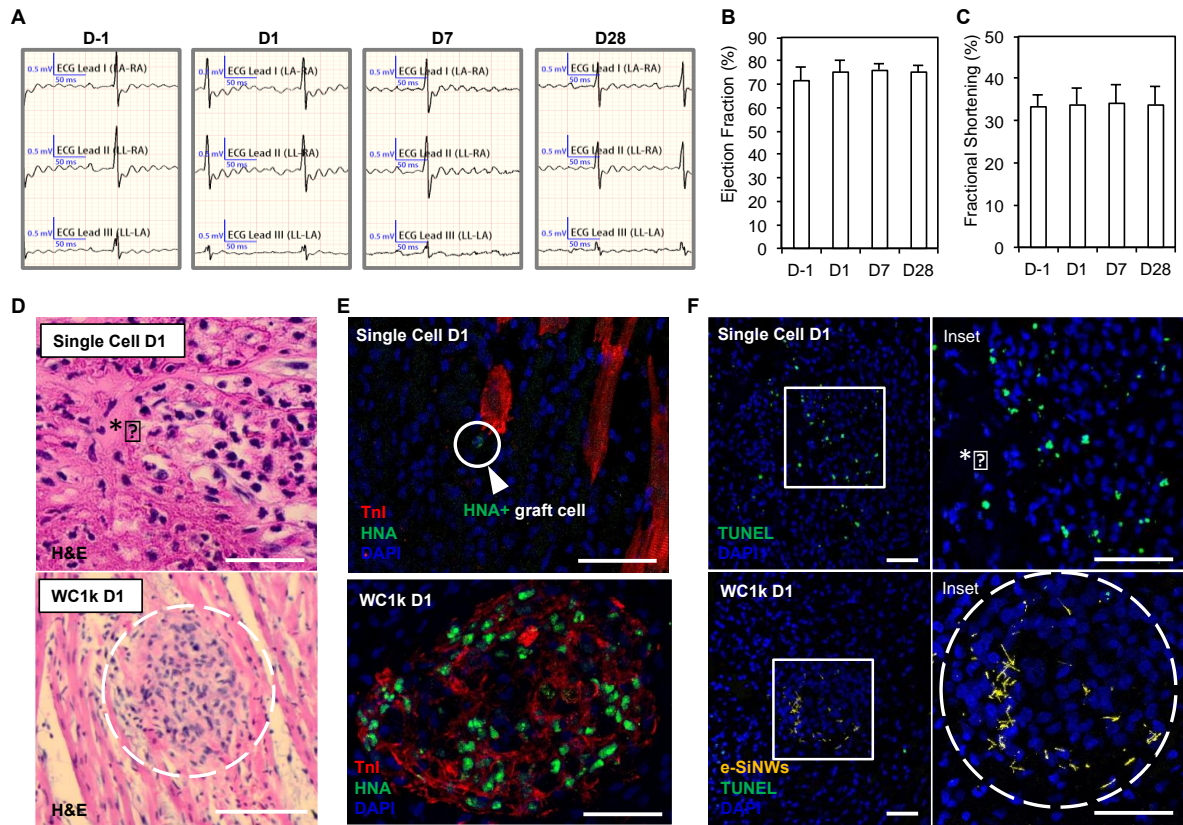 A
D-1
D1
D7
D28
0.5 mV
ECG Lead I (LA-RA)
50 ms
0.5 mV
ECG Lead II (LL-RA)
50 ms
0.5 mV
ECG Lead III (LL-LA)
50 ms
0.5 mV
ECG Lead I (LA-RA)
50 ms
0.5 mV
ECG Lead II (LL-RA)
50 ms
0.5 mV
ECG Lead III (LL-LA)
50 ms
0.5 mV
ECG Lead I (LA-RA)
50 ms
0.5 mV
ECG Lead II (LL-RA)
50 ms
0.5 mV
ECG Lead III (LL-LA)
50 ms
0.5 mV
ECG Lead I (LA-RA)
50 ms
0.5 mV
ECG Lead II (LL-RA)
50 ms
0.5 mV
ECG Lead III (LL-LA)
50 ms
B
Ejection Fraction (%)
90
80
70
60
50
40
30
20
10
0
D-1 D1 D7 D28
C
Fractional Shortening (%)
50
40
30
20
10
0
D-1 D1 D7 D28
D
Single Cell D1
*?
H&E
WC1k D1
H&E
E
Single Cell D1
HNA+ graft cell
TnI
HNA
DAPI
WC1k D1
TnI
HNA
DAPI
F
Single Cell D1
TUNEL
DAPI
Inset
*?
WC1k D1
e-SiNWs
TUNEL
DAPI
Inset